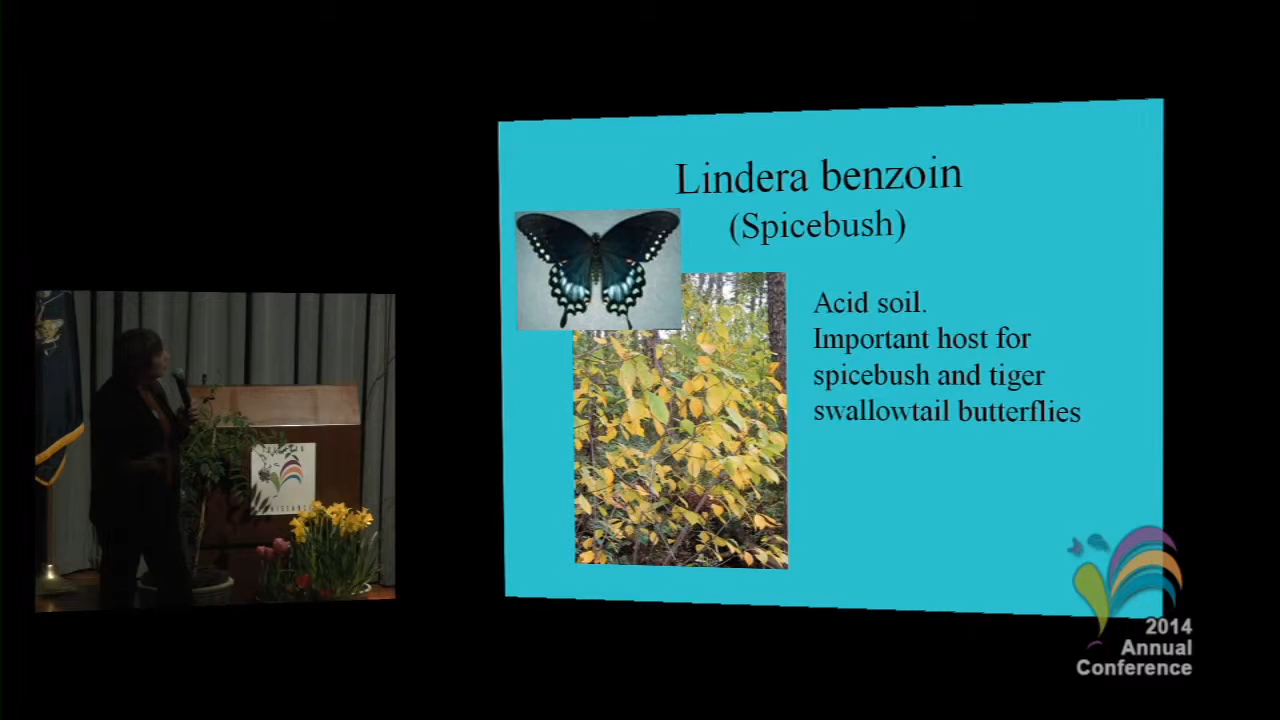 Lindera benzoin
(Spicebush)
Acid soil.
Important host for
spicebush and tiger
swallowtail butterflies
2014
Annual
Conference